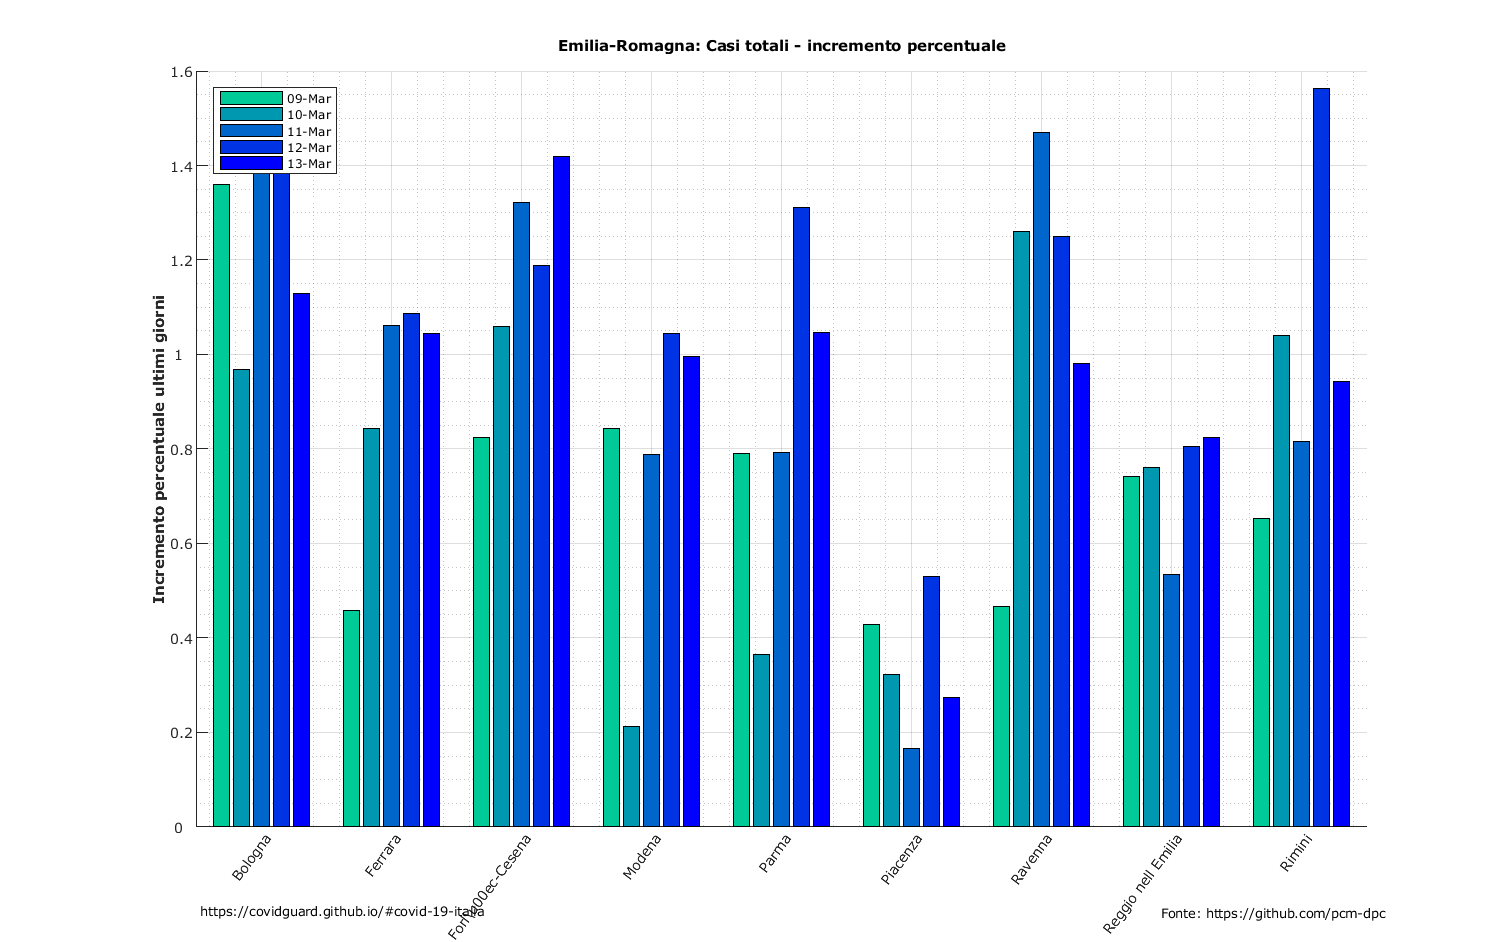 Emilia-Romagna: Casi totali - incremento percentuale
1.6
1.4
1.2
1
0.8
0.6
0.4
0.2
0
Incremento percentuale ultimi giorni
09-Mar
10-Mar
11-Mar
12-Mar
13-Mar
Bologna
Ferrara
Modena
Parma
Piacenza
Ravenna
Reggio nell Emilia
Rimini
https://covidguard.github.io/#covid-19-italia
Fonte: https://github.com/pcm-dpc